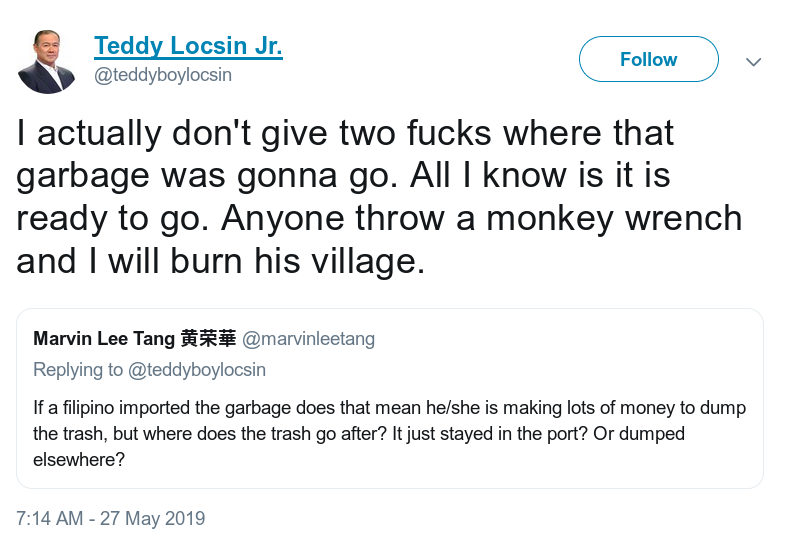 Teddy Locsin Jr.
@teddyboylocsin
Follow
I actually don't give two fucks where that
garbage was gonna go. All I know is it is
ready to go. Anyone throw a monkey wrench
and I will burn his village.
Marvin Lee Tang 黄荣華 @marvinleetang
Replying to @teddyboylocsin
If a filipino imported the garbage does that mean he/she is making lots of money to dump
the trash, but where does the trash go after? It just stayed in the port? Or dumped
elsewhere?
7:14 AM - 27 May 2019